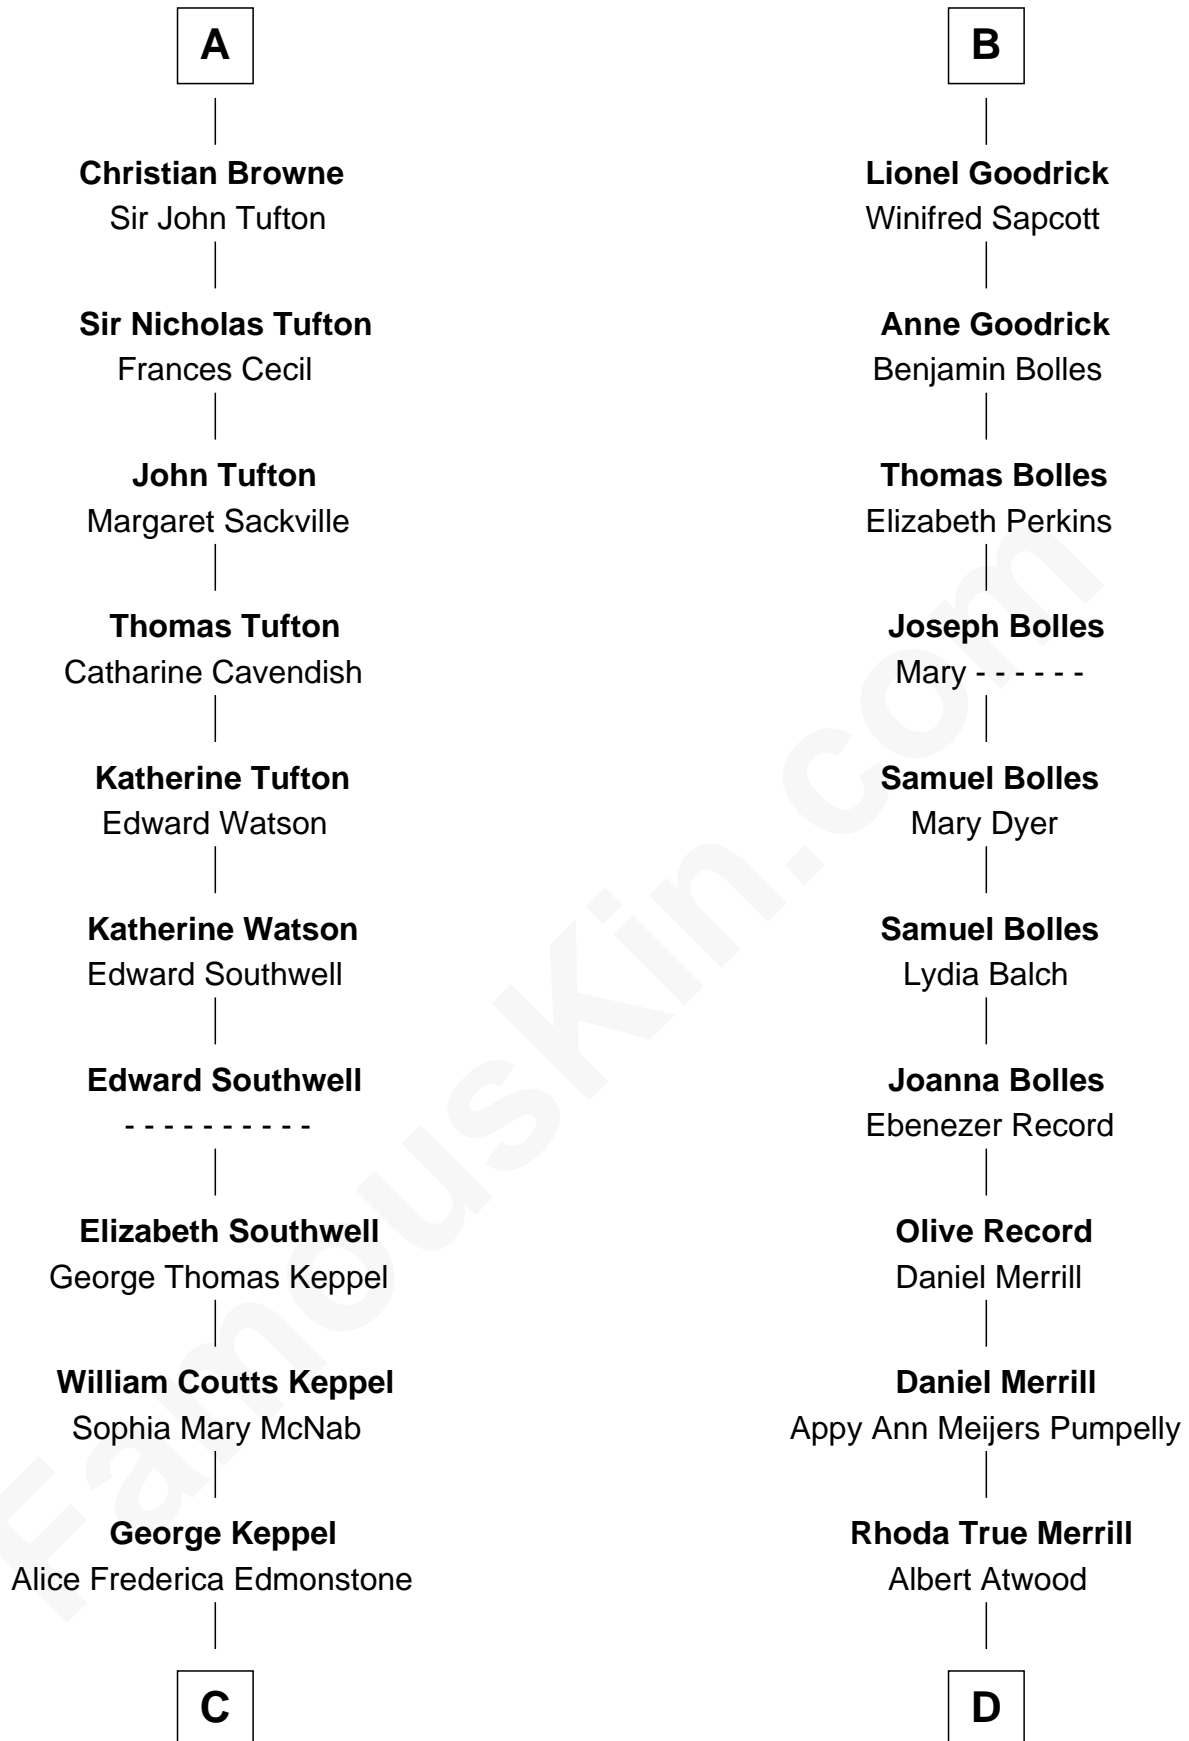 A
Christian Browne
Sir John Tufton
Sir Nicholas Tufton
Frances Cecil
John Tufton
Margaret Sackville
Thomas Tufton
Catharine Cavendish
Katherine Tufton
Edward Watson
Katherine Watson
Edward Southwell
Edward Southwell
- - - - - - - - - -
Elizabeth Southwell
George Thomas Keppel
William Coutts Keppel
Sophia Mary McNab
George Keppel
Alice Frederica Edmonstone
C
B
Lionel Goodrick
Winifred Sapcott
Anne Goodrick
Benjamin Bolles
Thomas Bolles
Elizabeth Perkins
Joseph Bolles
Mary - - - - - -
Samuel Bolles
Mary Dyer
Samuel Bolles
Lydia Balch
Joanna Bolles
Ebenezer Record
Olive Record
Daniel Merrill
Daniel Merrill
Appy Ann Meijers Pumpelly
Rhoda True Merrill
Albert Atwood
D
FamousKin.com